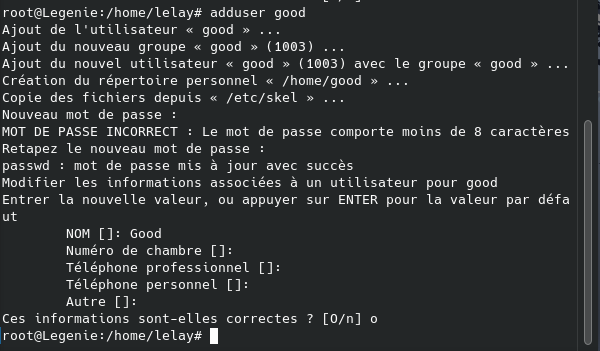 root@Legenie:/home/lelay# adduser good
Ajout de l'utilisateur « good » ...
Ajout du nouveau groupe « good » (1003) ...
Ajout du nouvel utilisateur « good » (1003) avec le groupe « good » ...
Création du répertoire personnel « /home/good » ...
Copie des fichiers depuis « /etc/skel » ...
Nouveau mot de passe :
MOT DE PASSE INCORRECT : Le mot de passe comporte moins de 8 caractères
Retapez le nouveau mot de passe :
passwd : mot de passe mis à jour avec succès
Modifier les informations associées à un utilisateur pour good
Entrer la nouvelle valeur, ou appuyer sur ENTER pour la valeur par défa
ut
NOM []: Good
Numéro de chambre []:
Téléphone professionnel []:
Téléphone personnel []:
Autre []:
Ces informations sont-elles correctes ? [O/n] o
root@Legenie:/home/lelay#